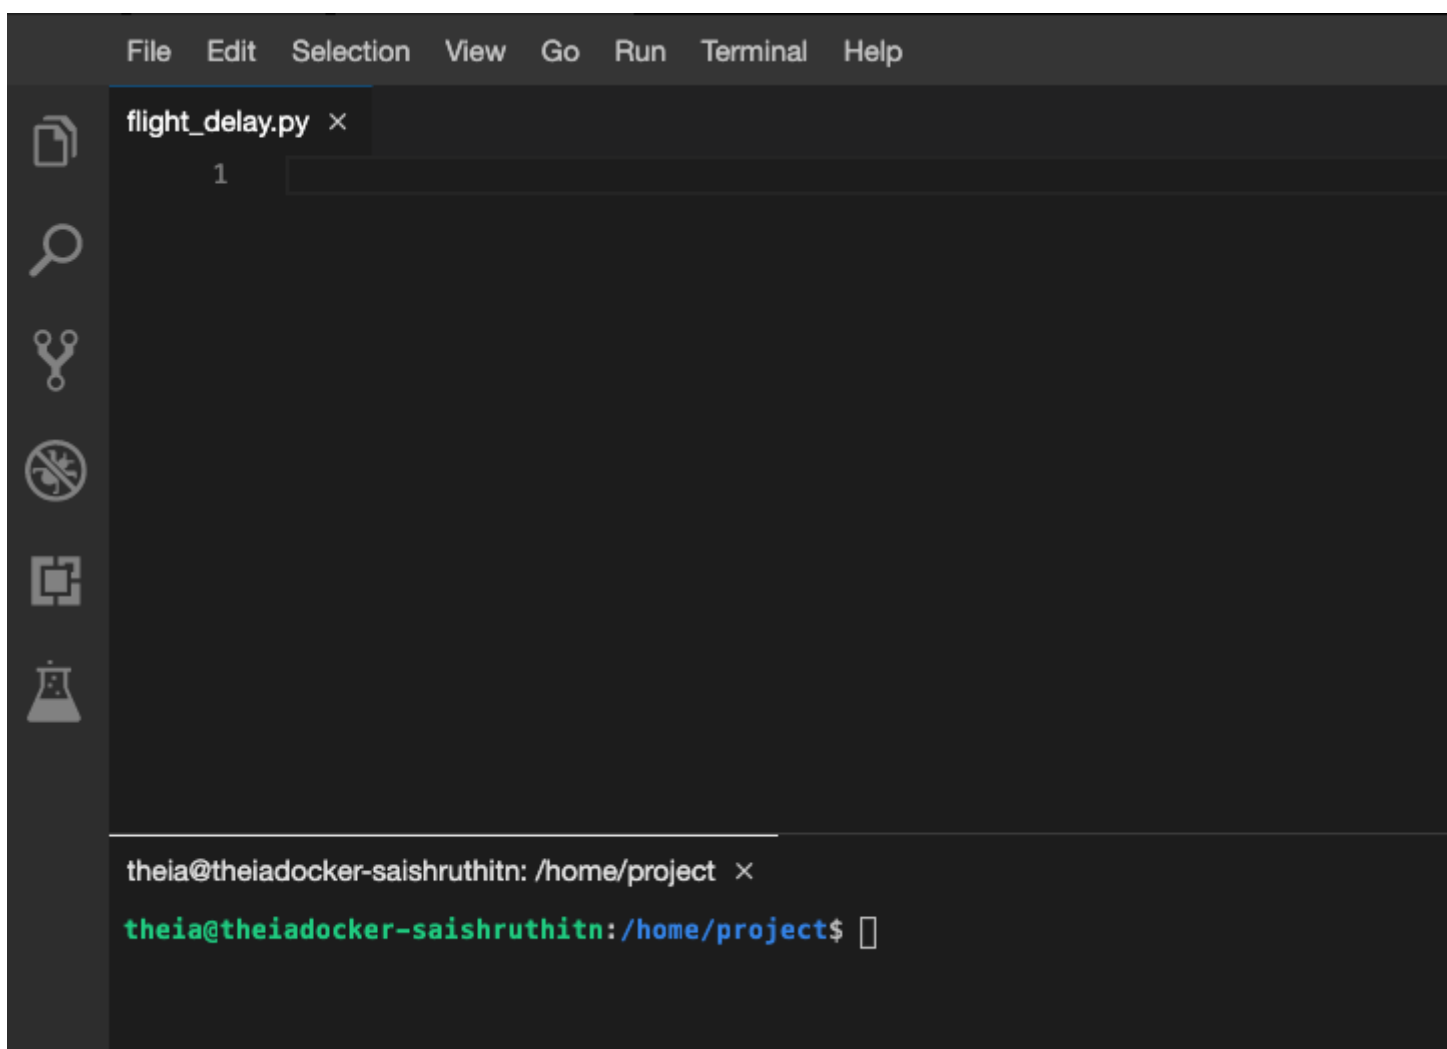 File Edit Selection View Go Run Terminal Help
flight_delay.py ×
1
theia@theiadocker-saishruthitn: /home/project ×
theia@theiadocker-saishruthitn:/home/project$